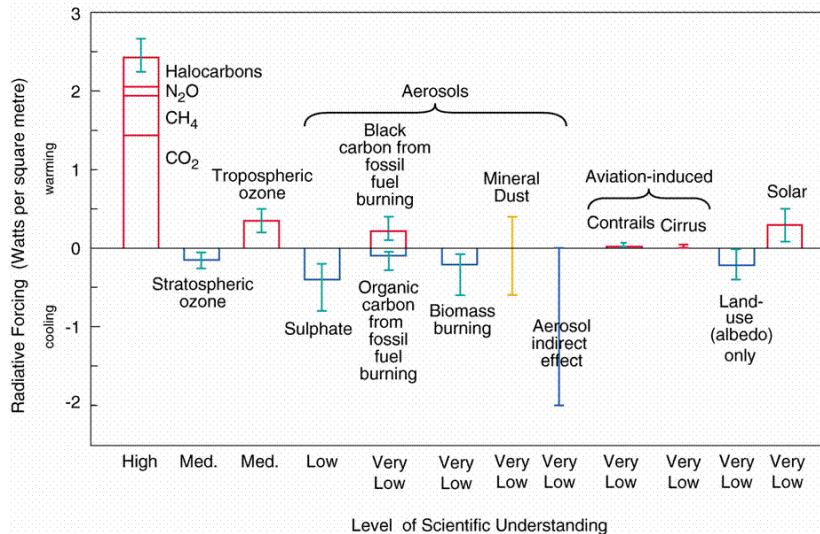 Radiative Forcing (Watts per square metre)
cooling
warming
3
2
1
0
-1
-2
Halocarbons
N2O
CH4
CO2
Stratospheric
ozone
Tropospheric
ozone
Aerosols
Sulphate
Black
carbon from
fossil
fuel
burning
Organic
carbon
from
fossil
fuel
burning
Biomass
burning
Mineral
Dust
Aerosol
indirect
effect
Aviation-induced
Contrails Cirrus
Land-
use
(albedo)
only
Solar
High Med. Med. Low Very Very Very Very Very Very Very Very
Low Low Low Low Low Low Low Low
Level of Scientific Understanding